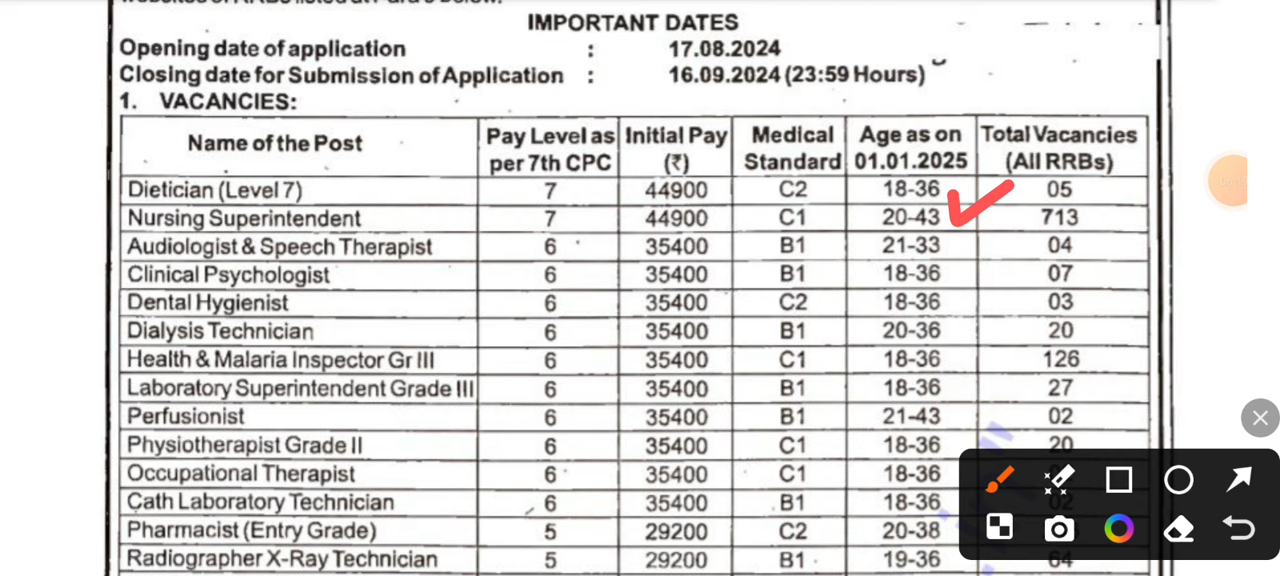 IMPORTANT DATES
Opening date of application : 17.08.2024
Closing date for Submission of Application : 16.09.2024 (23:59 Hours)
1. VACANCIES:
Name of the Post Pay Level as per 7th CPC Initial Pay (₹) Medical Standard Age as on 01.01.2025 Total Vacancies (All RRBs)
Dietician (Level 7) 7 44900 C2 18-36 05
Nursing Superintendent 7 44900 C1 20-43 713
Audiologist & Speech Therapist 6 35400 B1 21-33 04
Clinical Psychologist 6 35400 B1 18-36 07
Dental Hygienist 6 35400 C2 18-36 03
Dialysis Technician 6 35400 B1 20-36 20
Health & Malaria Inspector Gr III 6 35400 C1 18-36 126
Laboratory Superintendent Grade III 6 35400 B1 18-36 27
Perfusionist 6 35400 B1 21-43 02
Physiotherapist Grade II 6 35400 C1 18-36 20
Occupational Therapist 6 35400 C1 18-36
Cath Laboratory Technician 6 35400 B1 18-36 02
Pharmacist (Entry Grade) 5 29200 C2 20-38
Radiographer X-Ray Technician 5 29200 B1 19-36 64